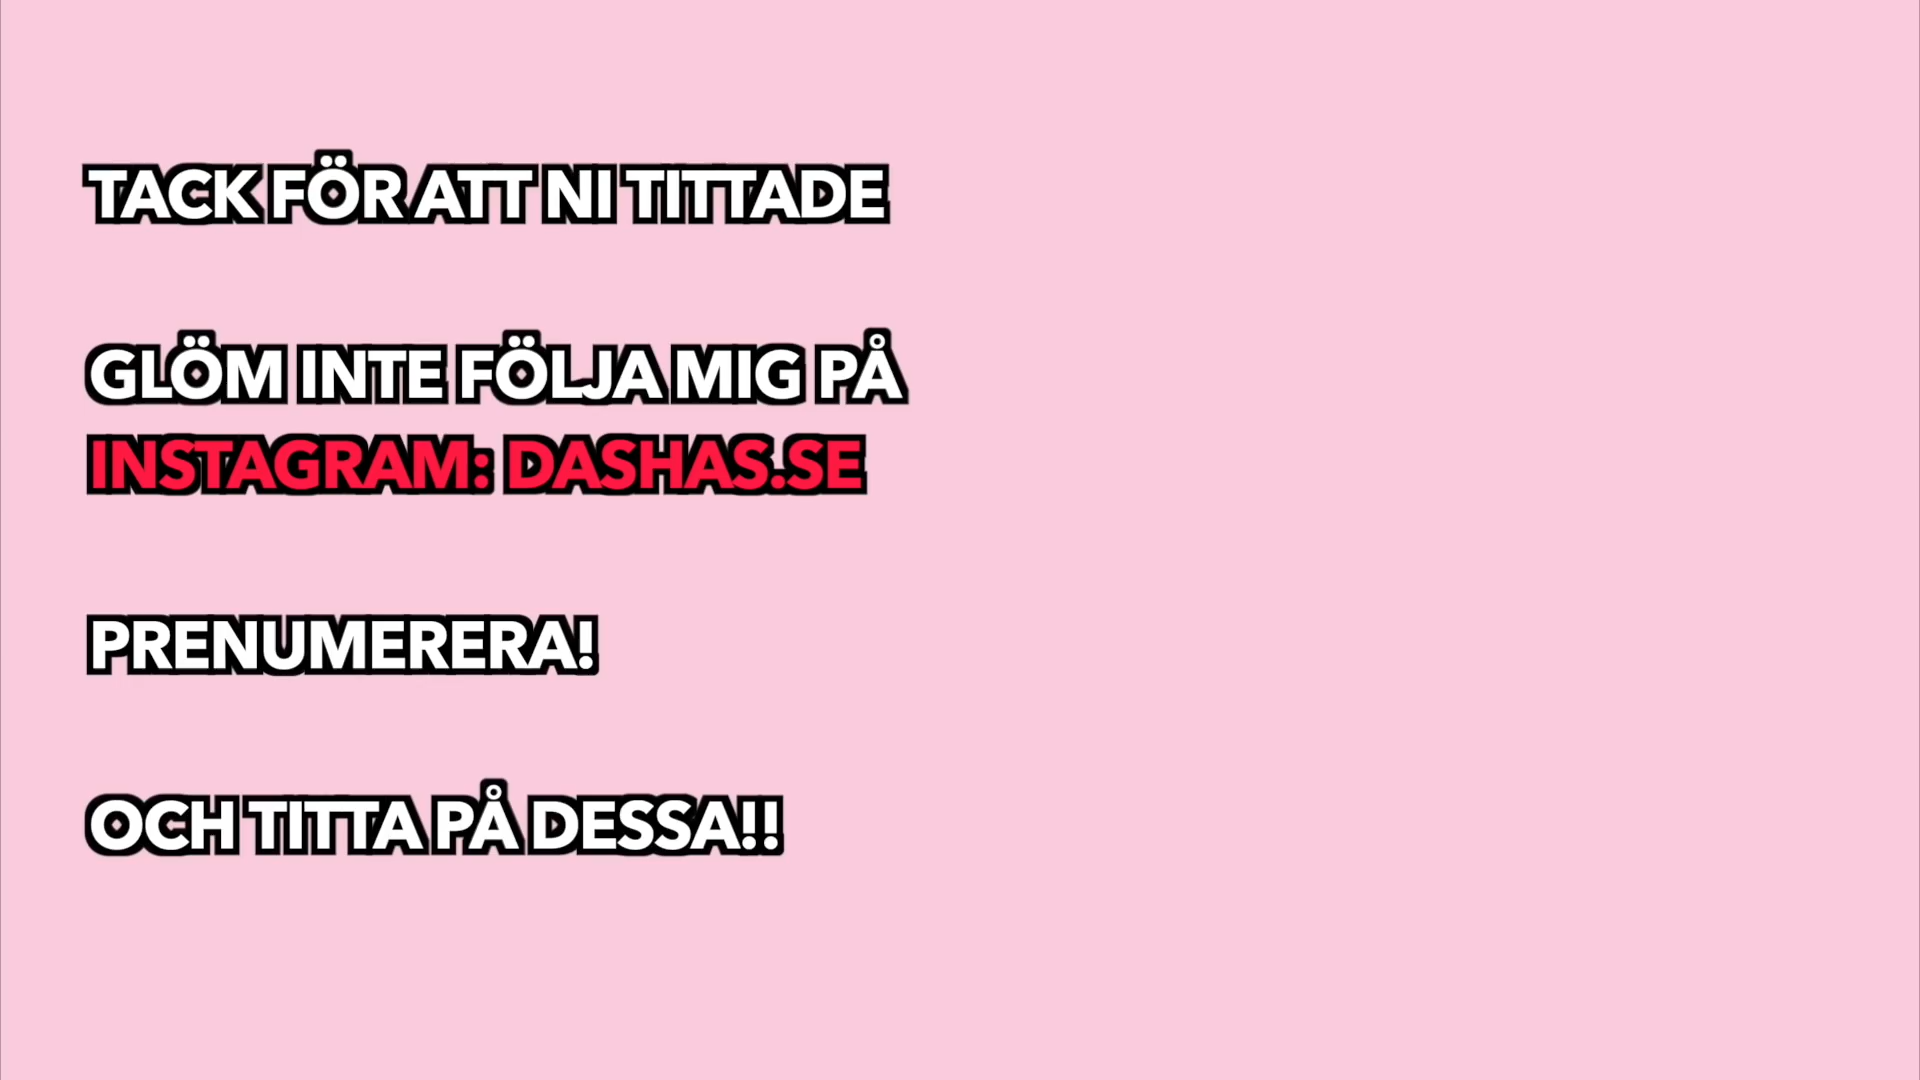 TACK FÖR ATT NI TITTADE
GLÖM INTE FÖLJA MIG PÅ
INSTAGRAM: DASHAS.SE
PRENUMERERA!
OCH TITTA PÅ DESSA!!